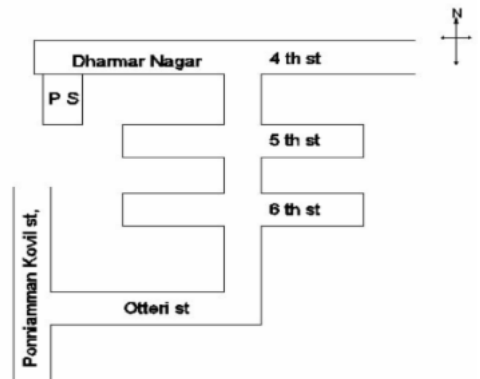 N
Dharmar Nagar 4 th st
P S
5 th st
6 th st
Ponniamman Kovil st,
Otteri st